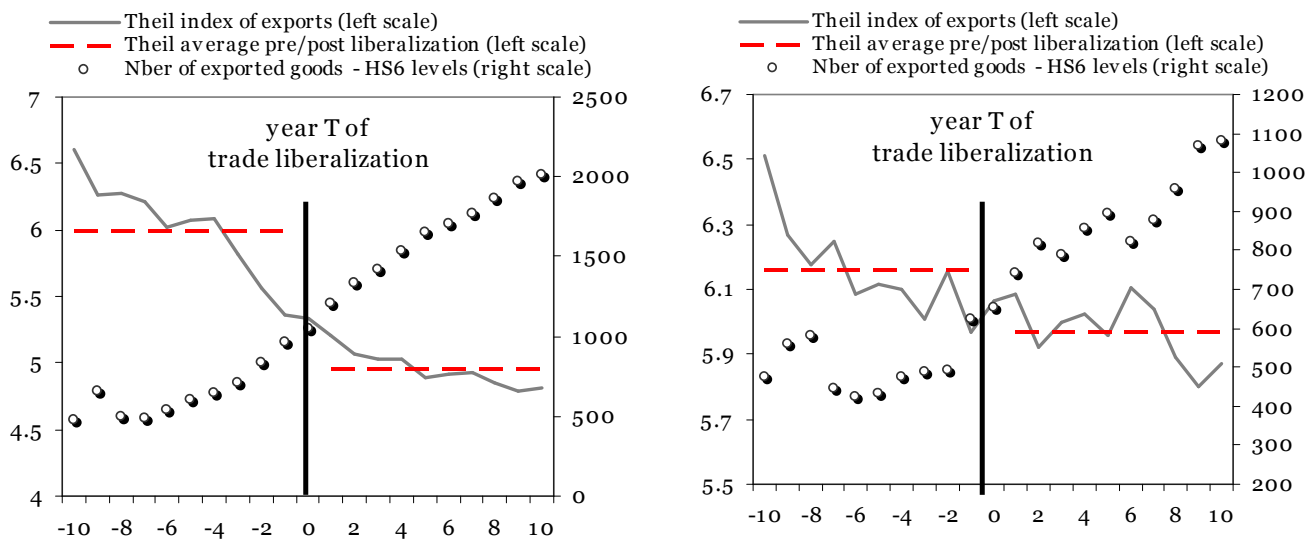 Theil index of exports (left scale)
Theil average pre/post liberalization (left scale)
Nber of exported goods - HS6 levels (right scale)
7
6.5
6
5.5
5
4.5
4
2500
2000
1500
1000
500
0
year T of
trade liberalization
-10 -8 -6 -4 -2 0 2 4 6 8 10
Theil index of exports (left scale)
Theil average pre/post liberalization (left scale)
Nber of exported goods - HS6 levels (right scale)
6.7
6.5
6.3
6.1
5.9
5.7
5.5
1200
1100
1000
900
800
700
600
500
400
300
200
year T of
trade liberalization
-10 -8 -6 -4 -2 0 2 4 6 8 10